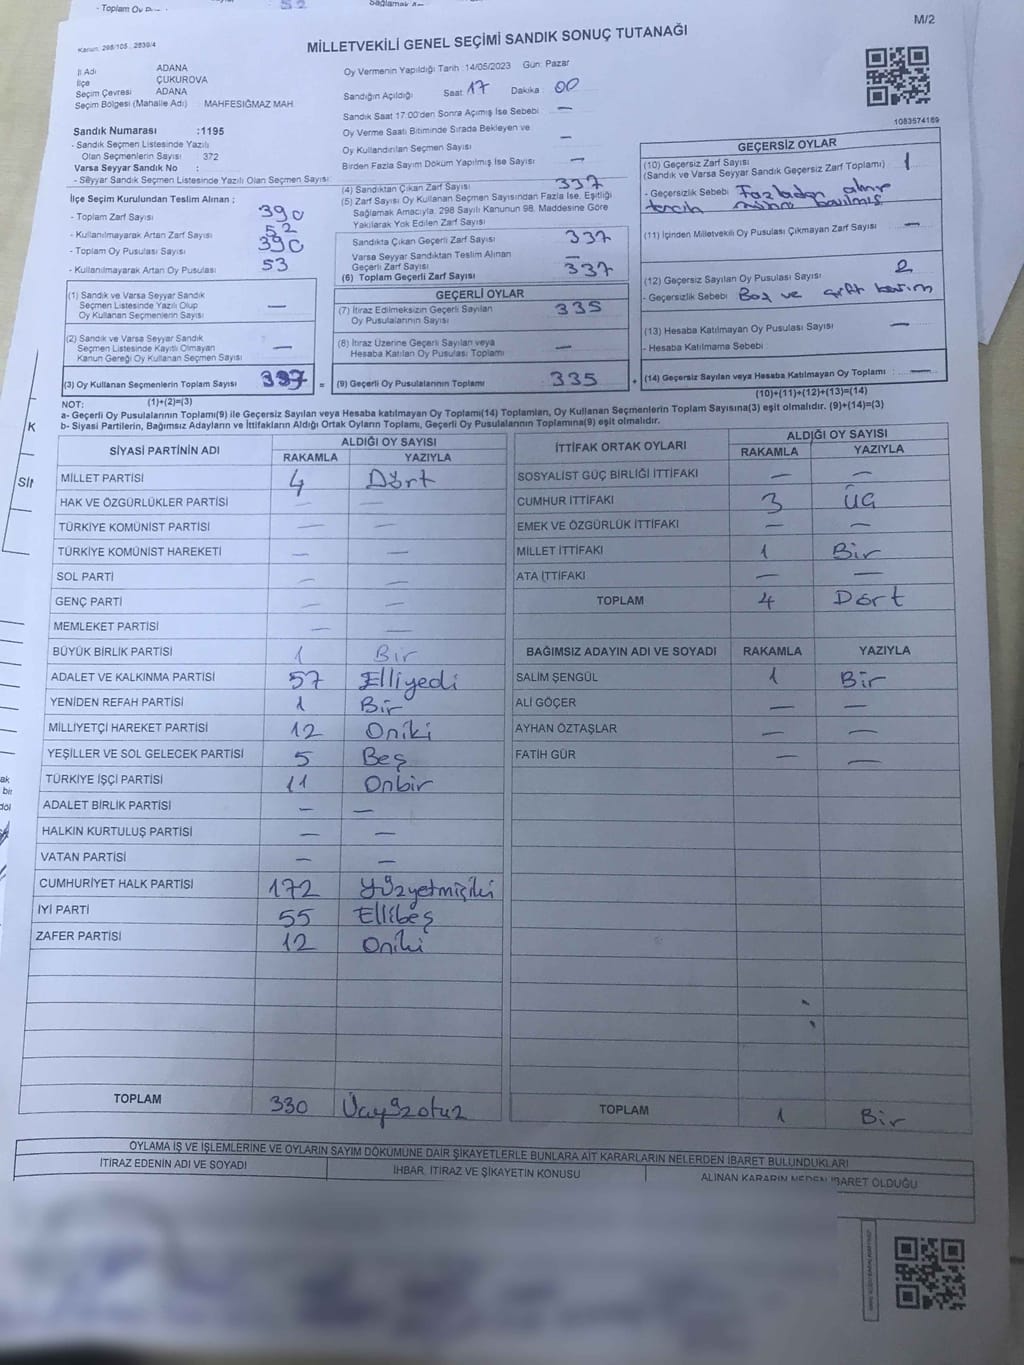 - Toplam Oy
52
M/2
Kanun: 298/105, 2839/4
MİLLETVEKİLİ GENEL SEÇİMİ SANDIK SONUÇ TUTANAĞI
İl Adı ADANA
İlçe ÇUKUROVA
Seçim Çevresi ADANA
Seçim Bölgesi (Mahalle Adı) : MAHFESIĞMAZ MAH.
Oy Vermenin Yapıldığı Tarih : 14/05/2023 Gün: Pazar
Sandığın Açıldığı Saat : 17 Dakika : 00
Sandık Saat 17:00'den Sonra Açılmış İse Sebebi : —
Oy Verme Saati Bitiminde Sırada Bekleyen ve
Oy Kullandırılan Seçmen Sayısı : —
Birden Fazla Sayım Döküm Yapılmış İse Sayısı : —
1083574169
Sandık Numarası :1195
- Sandık Seçmen Listesinde Yazılı
Olan Seçmenlerin Sayısı : 372
Varsa Seyyar Sandık No :
- Seyyar Sandık Seçmen Listesinde Yazılı Olan Seçmen Sayısı:
İlçe Seçim Kurulundan Teslim Alınan ;
- Toplam Zarf Sayısı : 390
- Kullanılmayarak Artan Zarf Sayısı : 52
- Toplam Oy Pusulası Sayısı : 390
- Kullanılmayarak Artan Oy Pusulası : 53
(4) Sandıktan Çıkan Zarf Sayısı : 337
(5) Zarf Sayısı Oy Kullanan Seçmen Sayısından Fazla İse, Eşitliği
Sağlamak Amacıyla, 298 Sayılı Kanunun 98. Maddesine Göre
Yakılarak Yok Edilen Zarf Sayısı :
Sandıkta Çıkan Geçerli Zarf Sayısı : 337
Varsa Seyyar Sandıktan Teslim Alınan
Geçerli Zarf Sayısı : —
(6) Toplam Geçerli Zarf Sayısı : 337
GEÇERSİZ OYLAR
(10) Geçersiz Zarf Sayısı : 1
(Sandık ve Varsa Seyyar Sandık Geçersiz Zarf Toplamı)
- Geçersizlik Sebebi : Fazladan alınıp
tercih mührü basılmış
(11) İçinden Milletvekili Oy Pusulası Çıkmayan Zarf Sayısı : —
(12) Geçersiz Sayılan Oy Pusulası Sayısı : 2
- Geçersizlik Sebebi : Boş ve çift basım
(13) Hesaba Katılmayan Oy Pusulası Sayısı : —
- Hesaba Katılmama Sebebi :
(14) Geçersiz Sayılan veya Hesaba Katılmayan Oy Toplamı : —
(10)+(11)+(12)+(13)=(14)
(1) Sandık ve Varsa Seyyar Sandık
Seçmen Listesinde Yazılı Olup
Oy Kullanan Seçmenlerin Sayısı : —
(2) Sandık ve Varsa Seyyar Sandık
Seçmen Listesinde Kayıtlı Olmayan
Kanun Gereği Oy Kullanan Seçmen Sayısı : —
(3) Oy Kullanan Seçmenlerin Toplam Sayısı : 337 =
(1)+(2)=(3)
GEÇERLİ OYLAR
(7) İtiraz Edilmeksizin Geçerli Sayılan
Oy Pusulalarının Sayısı : 335
(8) İtiraz Üzerine Geçerli Sayılan veya
Hesaba Katılan Oy Pusulası Toplamı : —
(9) Geçerli Oy Pusulalarının Toplamı : 335 +
NOT:
a- Geçerli Oy Pusulalarının Toplamı(9) ile Geçersiz Sayılan veya Hesaba katılmayan Oy Toplamı(14) Toplamları, Oy Kullanan Seçmenlerin Toplam Sayısına(3) eşit olmalıdır. (9)+(14)=(3)
b- Siyasi Partilerin, Bağımsız Adayların ve İttifakların Aldığı Ortak Oyların Toplamı, Geçerli Oy Pusulalarının Toplamına(9) eşit olmalıdır.
SİYASİ PARTİNİN ADI ALDIĞI OY SAYISI
RAKAMLA YAZIYLA
MİLLET PARTİSİ 4 Dört
HAK VE ÖZGÜRLÜKLER PARTİSİ — —
TÜRKİYE KOMÜNİST PARTİSİ — —
TÜRKİYE KOMÜNİST HAREKETİ — —
SOL PARTİ — —
GENÇ PARTİ — —
MEMLEKET PARTİSİ — —
BÜYÜK BİRLİK PARTİSİ 1 Bir
ADALET VE KALKINMA PARTİSİ 57 Elliyedi
YENİDEN REFAH PARTİSİ 1 Bir
MİLLİYETÇİ HAREKET PARTİSİ 12 Oniki
YEŞİLLER VE SOL GELECEK PARTİSİ 5 Beş
TÜRKİYE İŞÇİ PARTİSİ 11 Onbir
ADALET BİRLİK PARTİSİ — —
HALKIN KURTULUŞ PARTİSİ — —
VATAN PARTİSİ — —
CUMHURİYET HALK PARTİSİ 172 Yüzyetmişiki
İYİ PARTİ 55 Ellibeş
ZAFER PARTİSİ 12 Oniki
TOPLAM 330 Üçyüzotuz
İTTİFAK ORTAK OYLARI ALDIĞI OY SAYISI
RAKAMLA YAZIYLA
SOSYALİST GÜÇ BİRLİĞİ İTTİFAKI — —
CUMHUR İTTİFAKI 3 Üç
EMEK VE ÖZGÜRLÜK İTTİFAKI — —
MİLLET İTTİFAKI 1 Bir
ATA İTTİFAKI — —
TOPLAM 4 Dört
BAĞIMSIZ ADAYIN ADI VE SOYADI RAKAMLA YAZIYLA
SALİM ŞENGÜL 1 Bir
ALİ GÖÇER — —
AYHAN ÖZTAŞLAR — —
FATİH GÜR — —
TOPLAM 1 Bir
OYLAMA İŞ VE İŞLEMLERİNE VE OYLARIN SAYIM DÖKÜMÜNE DAİR ŞİKAYETLERLE BUNLARA AİT KARARLARIN NELERDEN İBARET BULUNDUKLARI
İTİRAZ EDENİN ADI VE SOYADI İHBAR, İTİRAZ VE ŞİKAYETİN KONUSU ALINAN KARARIN NEDEN İBARET OLDUĞU